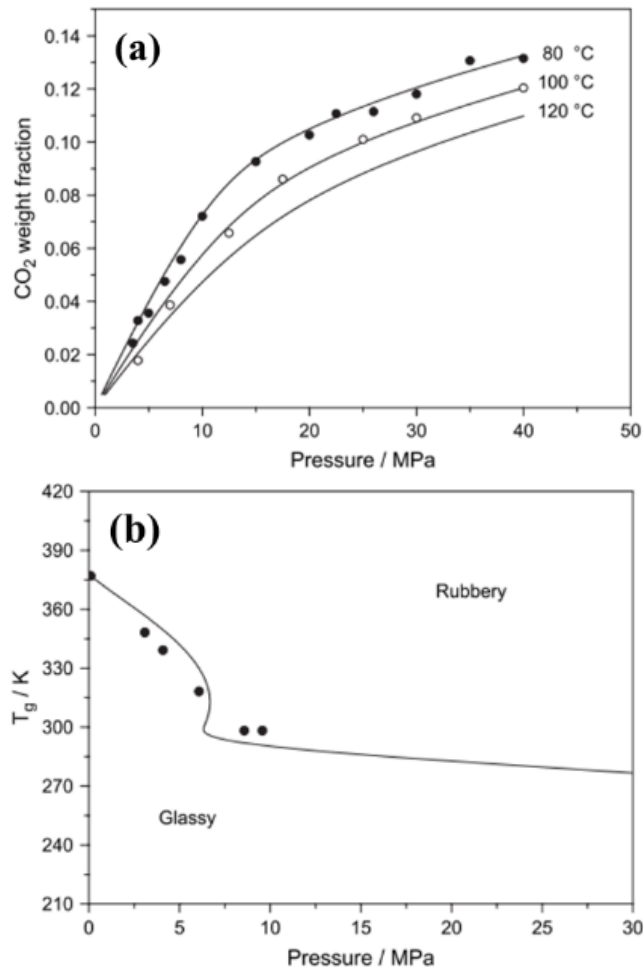 (a)
0.14
0.12
0.10
0.08
0.06
0.04
0.02
0.00
CO₂ weight fraction
80 °C
100 °C
120 °C
0 10 20 30 40 50
Pressure / MPa
(b)
420
390
360
330
300
270
240
210
T_g / K
Rubbery
Glassy
0 5 10 15 20 25 30
Pressure / MPa